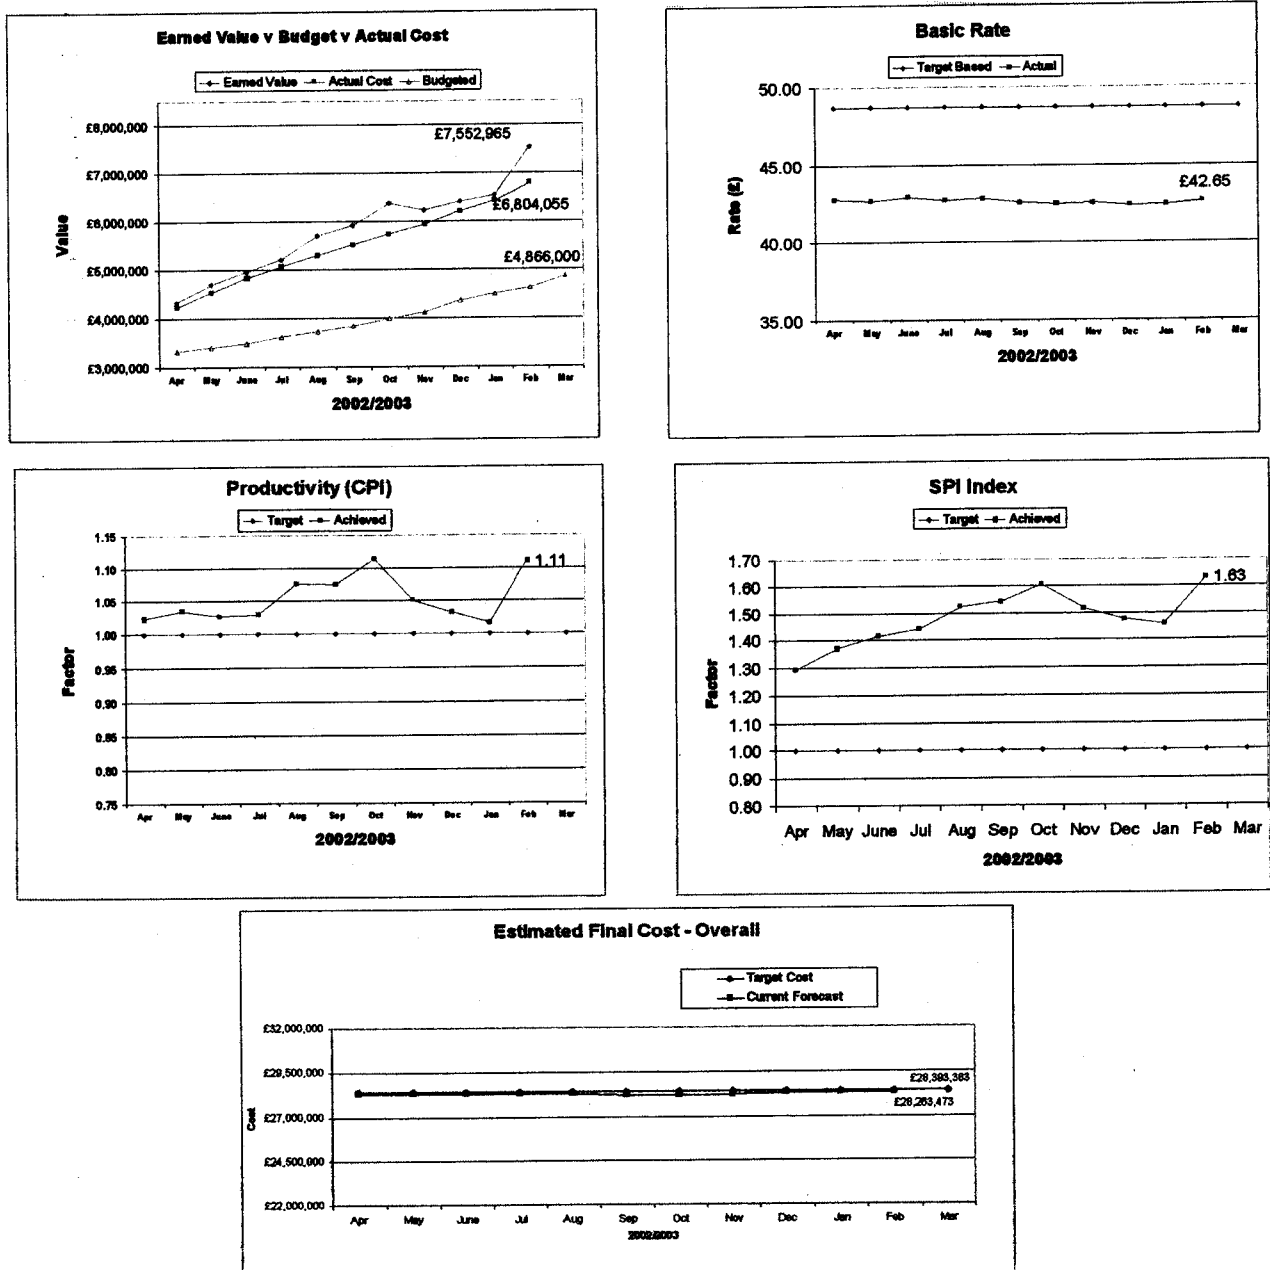 Earned Value v Budget v Actual Cost
Earned Value Actual Cost Budgeted
£8,000,000
£7,000,000
£6,000,000
£5,000,000
£4,000,000
£3,000,000
Value
£7,552,965
£6,804,055
£4,866,000
Apr May June Jul Aug Sep Oct Nov Dec Jan Feb Mar
2002/2003
Basic Rate
Target Based Actual
50.00
45.00
40.00
35.00
Rate (£)
£42.65
Apr May June Jul Aug Sep Oct Nov Dec Jan Feb Mar
2002/2003
Productivity (CPI)
Target Achieved
1.15
1.10
1.05
1.00
0.95
0.90
0.85
0.80
0.75
Factor
1.11
Apr May June Jul Aug Sep Oct Nov Dec Jan Feb Mar
2002/2003
SPI Index
Target Achieved
1.70
1.60
1.50
1.40
1.30
1.20
1.10
1.00
0.90
0.80
Factor
1.63
Apr May June Jul Aug Sep Oct Nov Dec Jan Feb Mar
2002/2003
Estimated Final Cost - Overall
Target Cost
Current Forecast
£32,000,000
£29,500,000
£27,000,000
£24,500,000
£22,000,000
Cost
£28,393,383
£28,263,473
Apr May June Jul Aug Sep Oct Nov Dec Jan Feb Mar
2002/2003